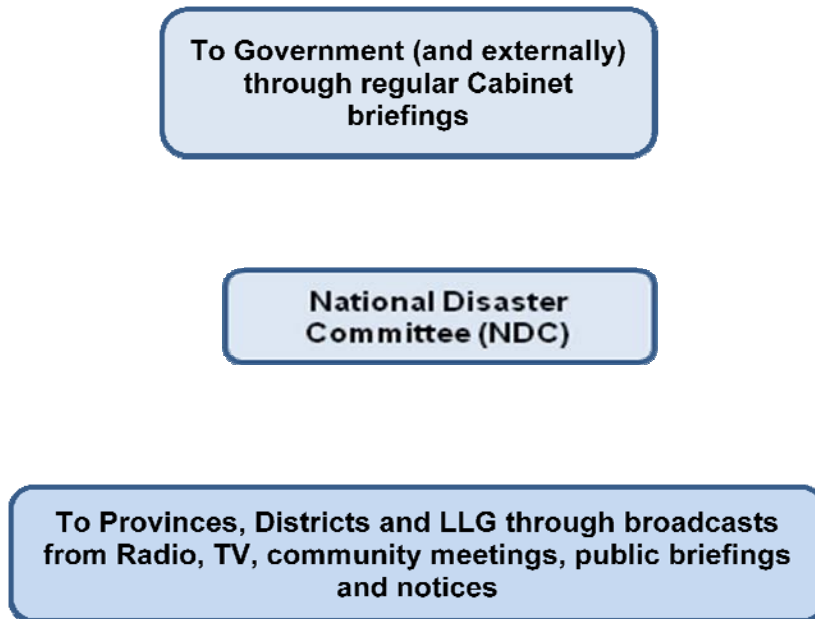 To Government (and externally)
through regular Cabinet
briefings
National Disaster
Committee (NDC)
To Provinces, Districts and LLG through broadcasts
from Radio, TV, community meetings, public briefings
and notices